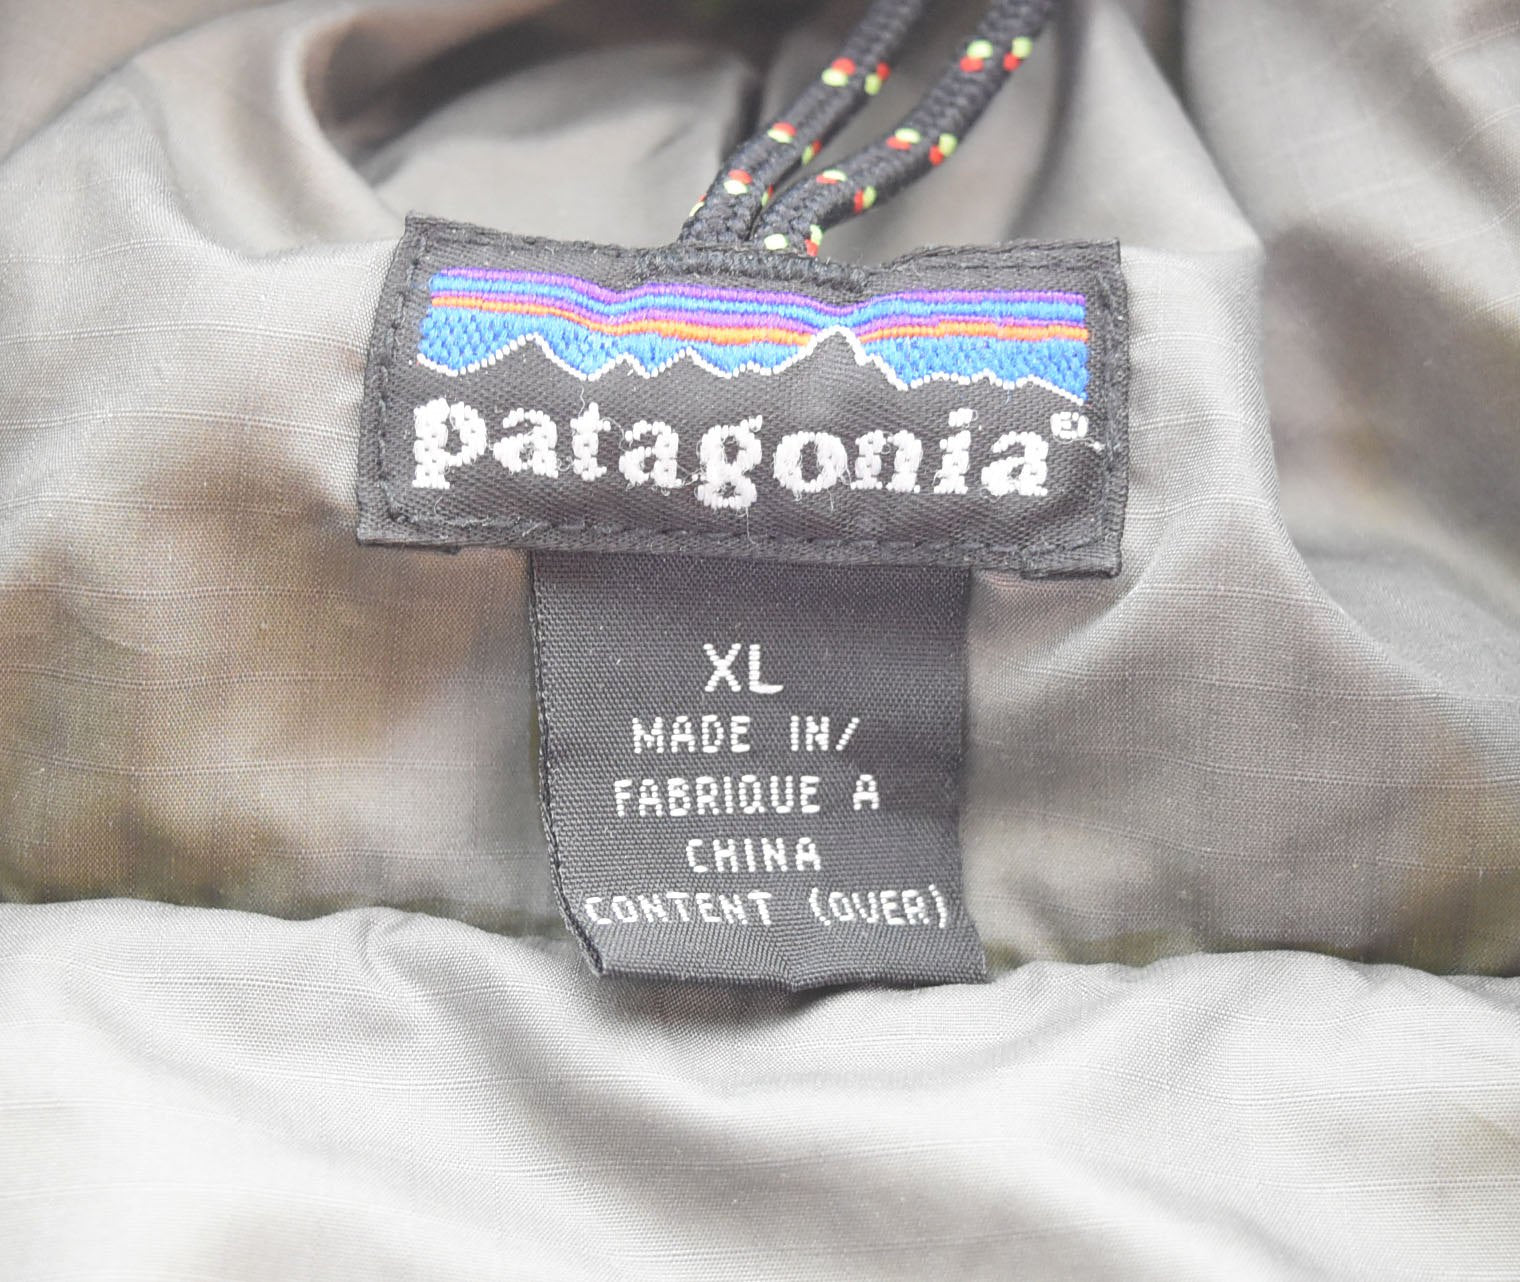 patagonia®
XL
MADE IN/
FABRIQUE A
CHINA
CONTENT (OVER)